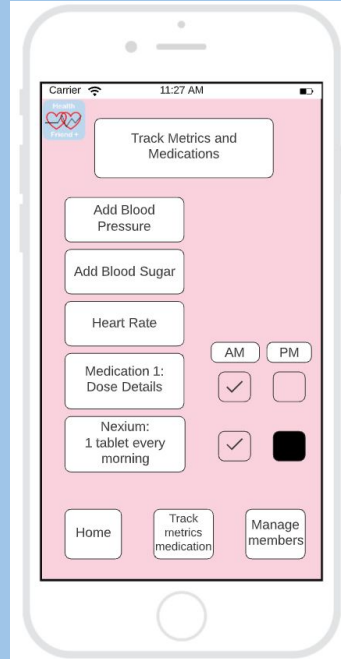 Carrier 11:27 AM
Health
Friend +
Track Metrics and
Medications
Add Blood
Pressure
Add Blood Sugar
Heart Rate
AM PM
Medication 1:
Dose Details
Nexium:
1 tablet every
morning
Home
Track
metrics
medication
Manage
members